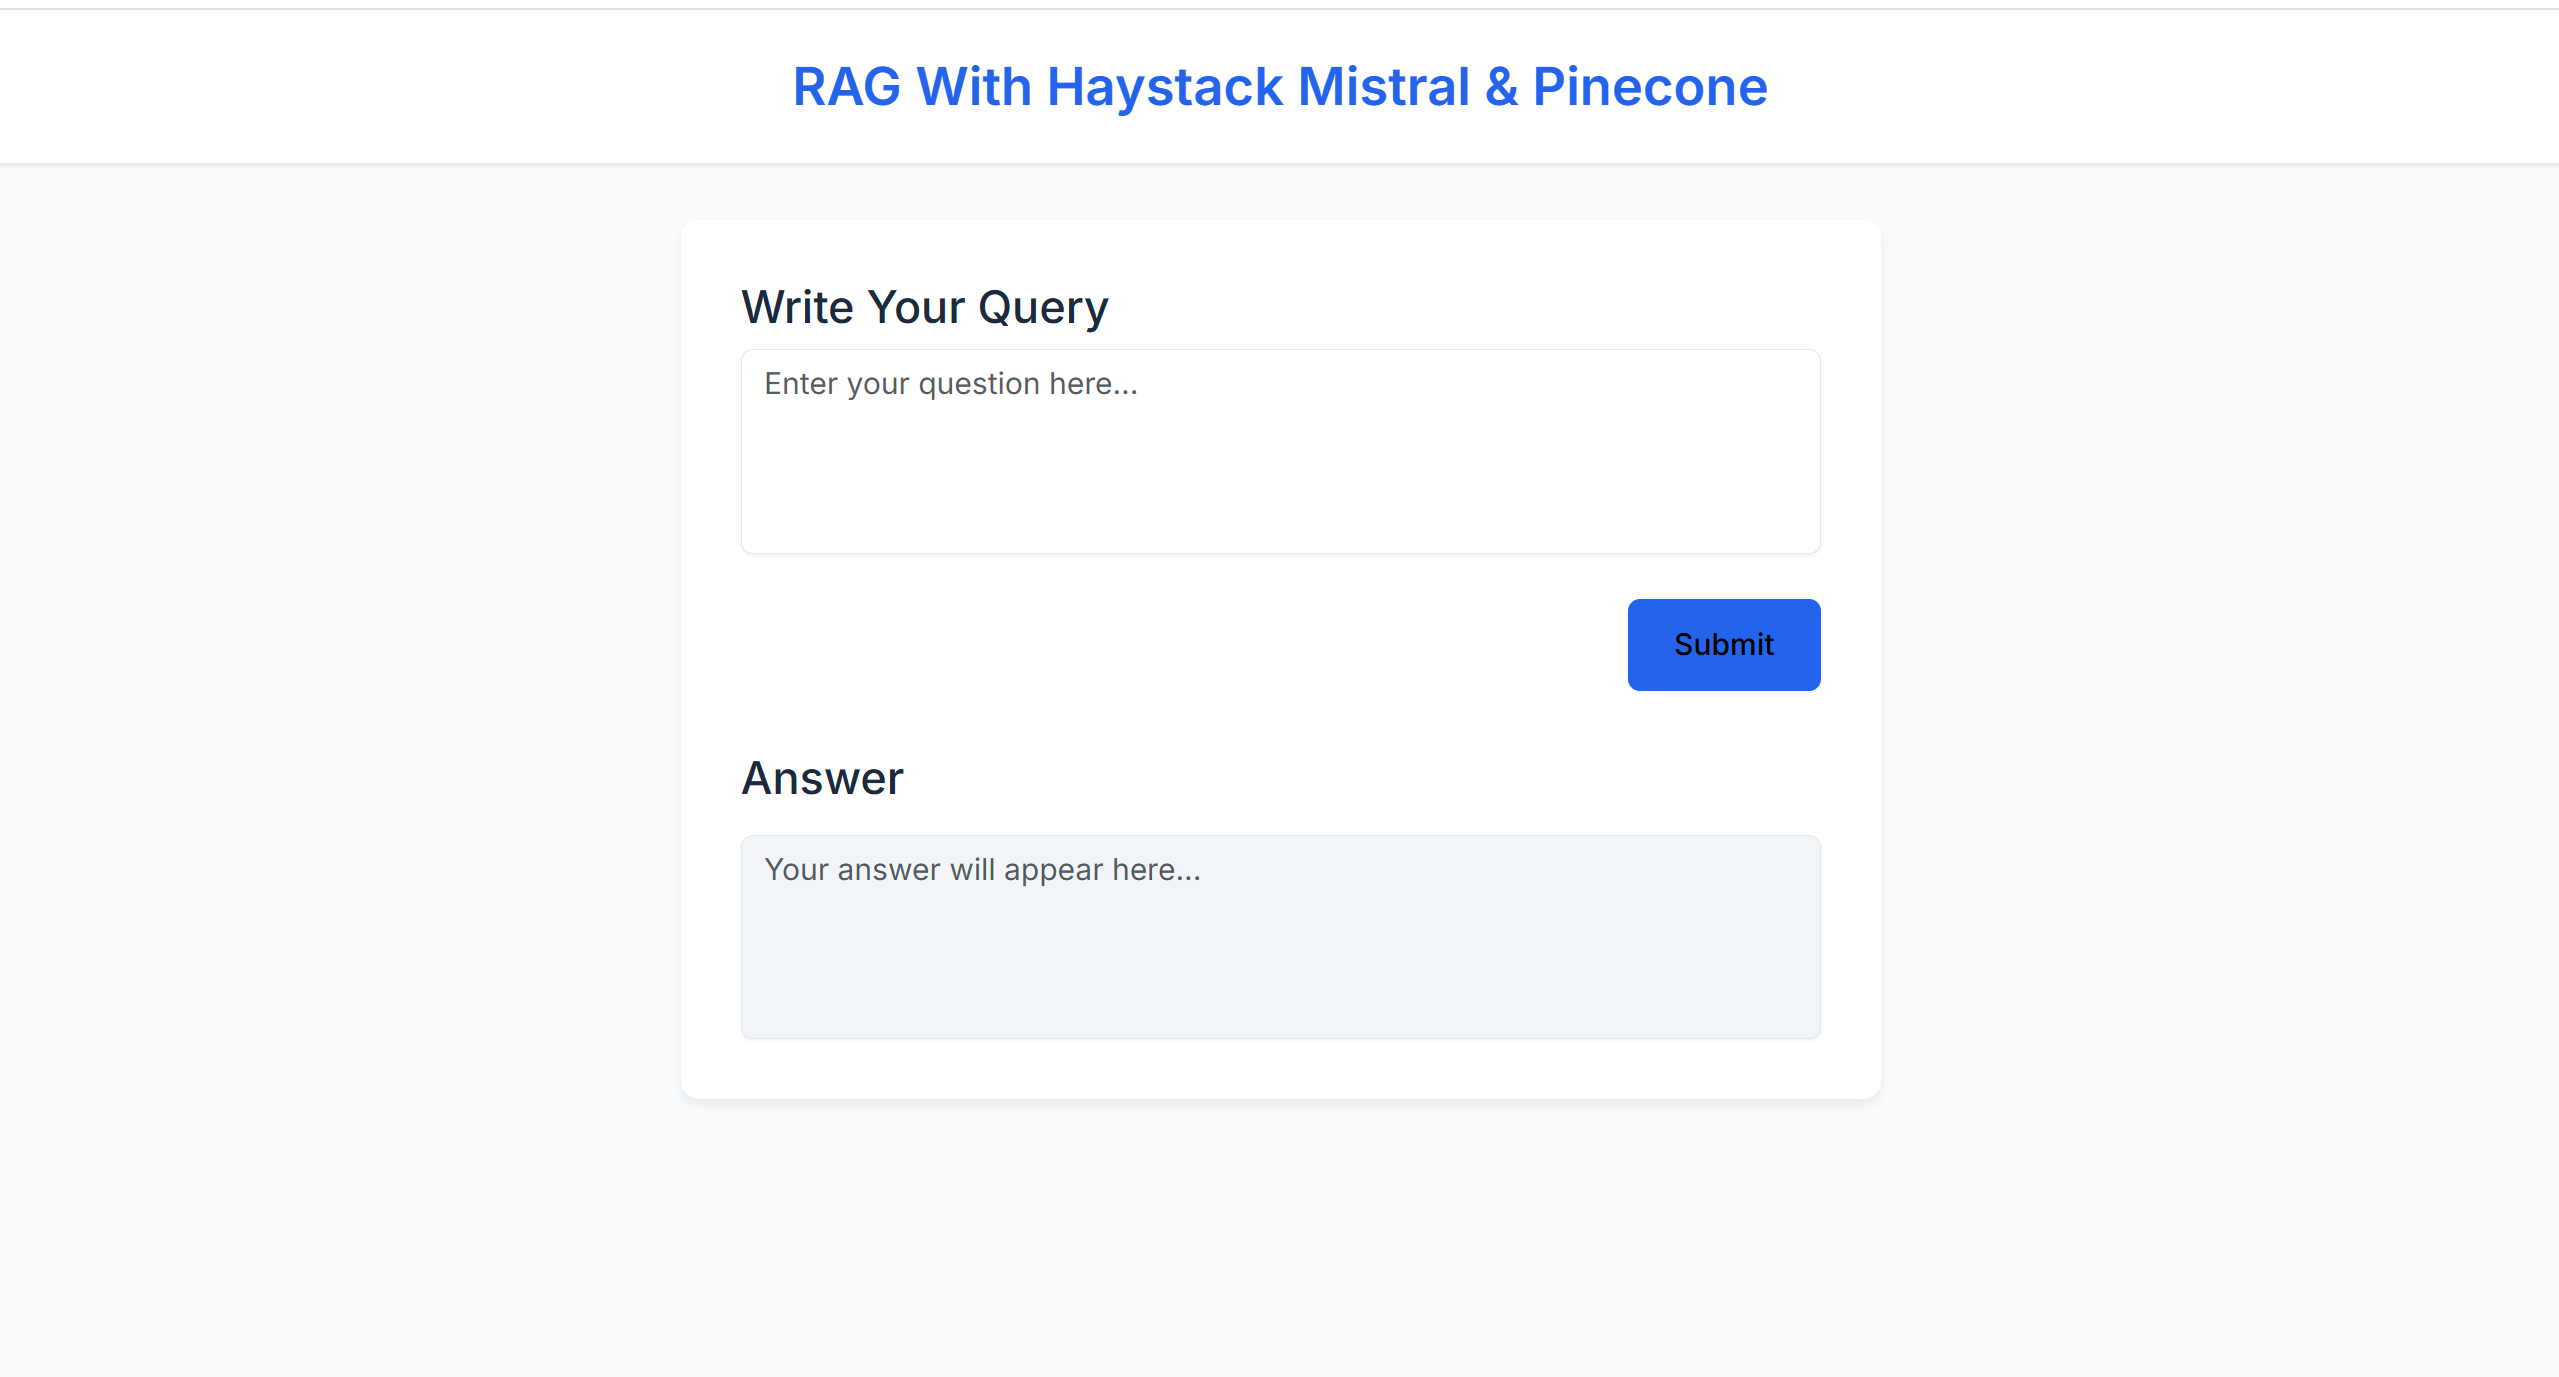 RAG With Haystack Mistral & Pinecone
Write Your Query
Enter your question here...
Submit
Answer
Your answer will appear here...